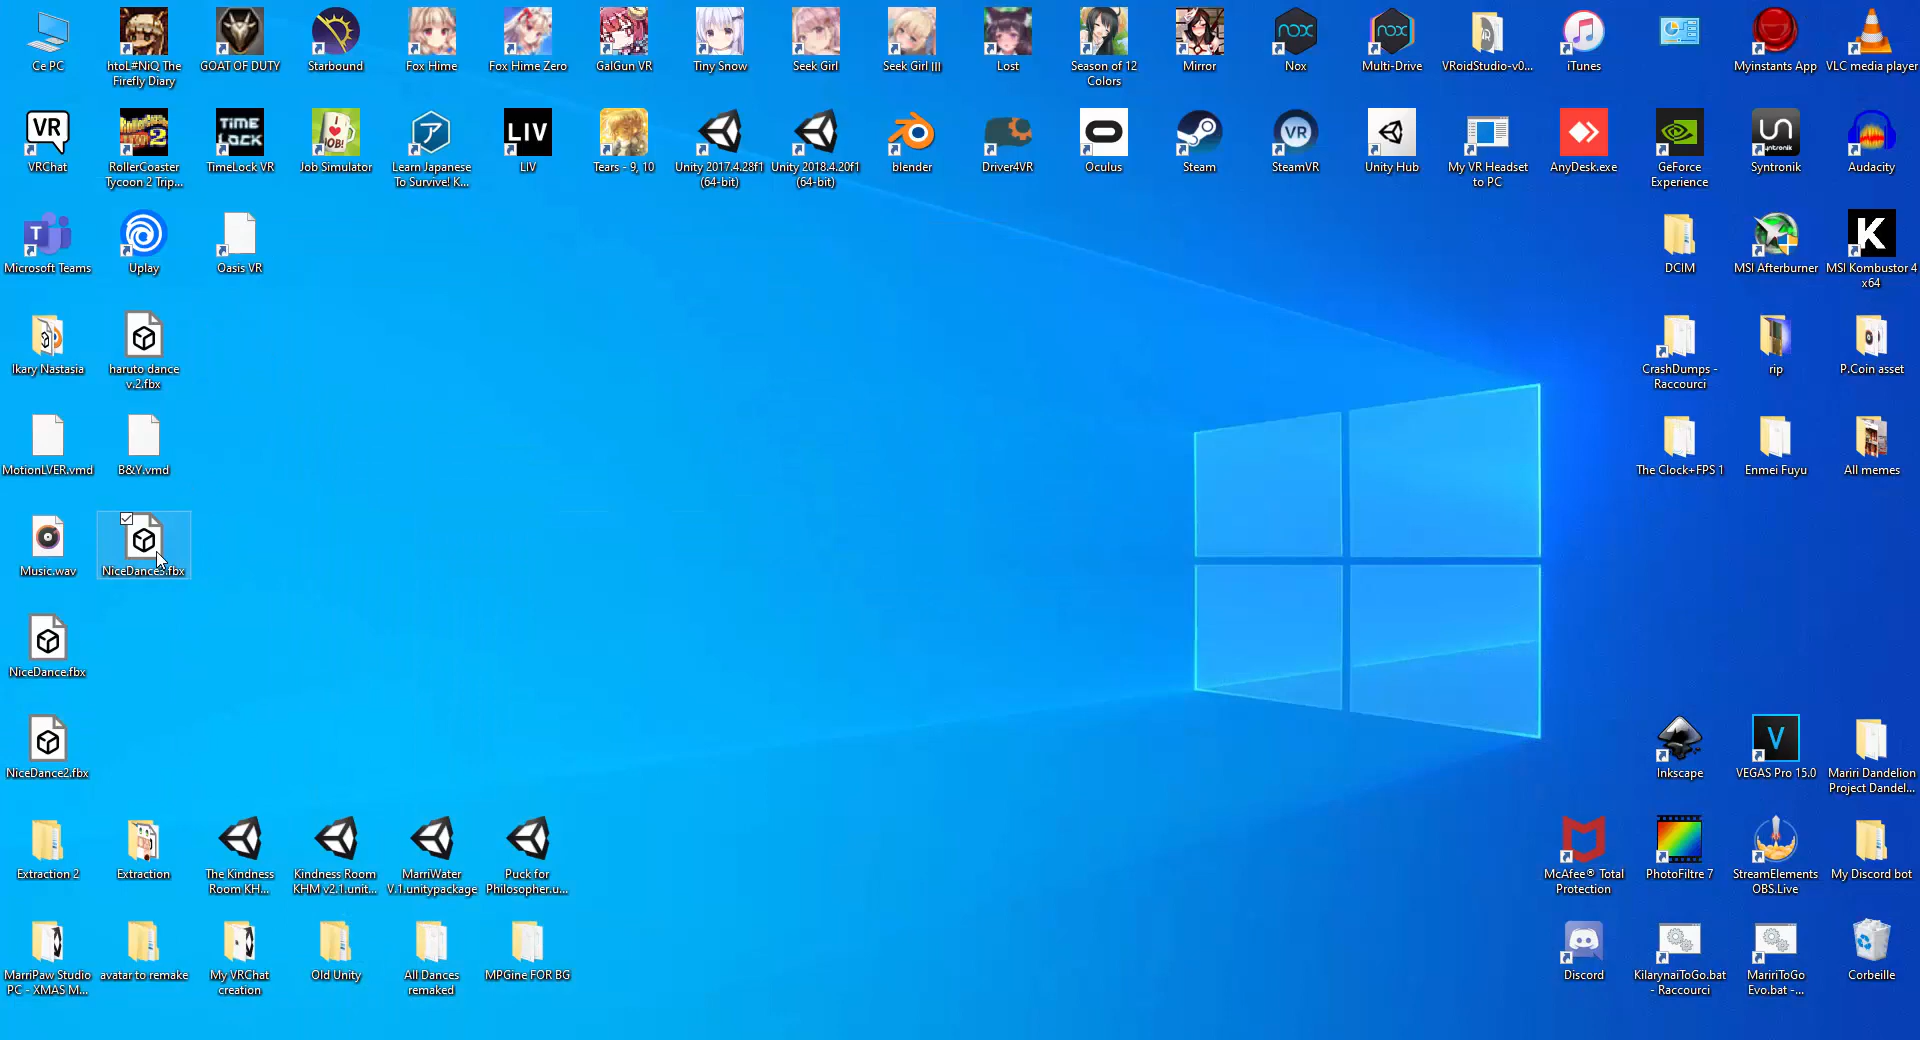 Ce PC
htoL#NiQ The
Firefly Diary
GOAT OF DUTY
Starbound
Fox Hime
Fox Hime Zero
GalGun VR
Tiny Snow
Seek Girl
Seek Girl III
Lost
Season of 12
Colors
Mirror
Nox
Multi-Drive
VRoidStudio-v0...
iTunes
Myinstants App
VLC media player
VRChat
RollerCoaster
Tycoon 2 Trip...
TimeLock VR
Job Simulator
Learn Japanese
To Survive! K...
LIV
Tears - 9, 10
Unity 2017.4.28f1
(64-bit)
Unity 2018.4.20f1
(64-bit)
blender
Driver4VR
Oculus
Steam
SteamVR
Unity Hub
My VR Headset
to PC
AnyDesk.exe
GeForce
Experience
Syntronik
Audacity
Microsoft Teams
Uplay
Oasis VR
DCIM
MSI Afterburner
MSI Kombustor 4
x64
Ikary Nastasia
haruto dance
v.2.fbx
CrashDumps -
Raccourci
rip
P.Coin asset
MotionLVER.vmd
B&Y.vmd
The Clock+FPS 1
Enmei Fuyu
All memes
Music.wav
NiceDance3.fbx
NiceDance.fbx
NiceDance2.fbx
Inkscape
VEGAS Pro 15.0
Mariri Dandelion
Project Dandel...
Extraction 2
Extraction
The Kindness
Room KH...
Kindness Room
KHM v2.1.unit...
MarriWater
V.1.unitypackage
Puck for
Philosopher.u...
McAfee® Total
Protection
PhotoFiltre 7
StreamElements
OBS.Live
My Discord bot
MarriPaw Studio
PC - XMAS M...
avatar to remake
My VRChat
creation
Old Unity
All Dances
remaked
MPGine FOR BG
Discord
KilarynaiToGo.bat
- Raccourci
MaririToGo
Evo.bat -...
Corbeille